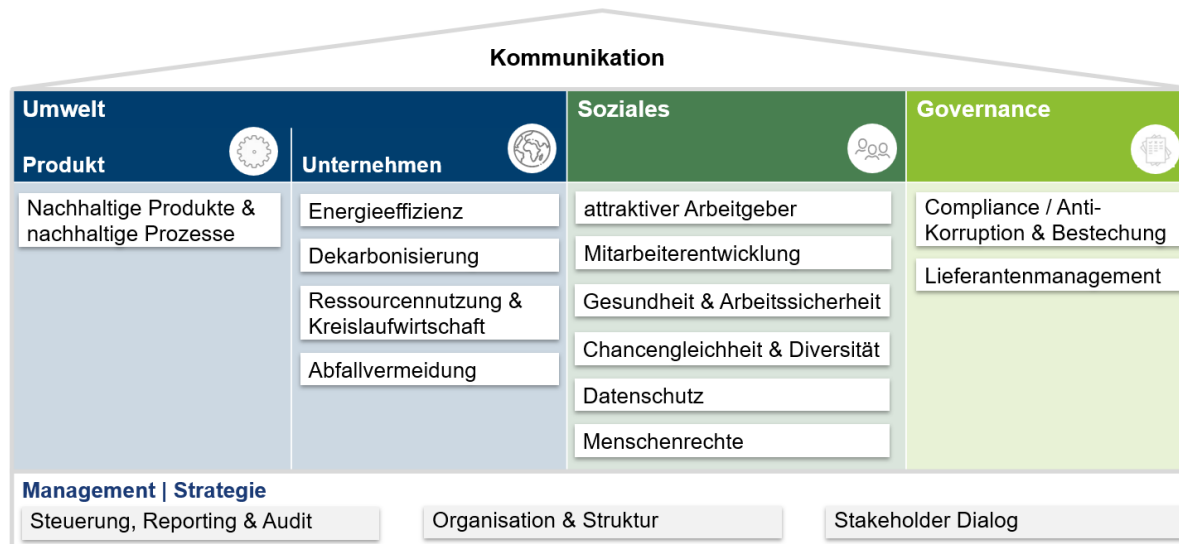 Kommunikation
Umwelt
Produkt
Unternehmen
Soziales
Governance
Nachhaltige Produkte &
nachhaltige Prozesse
Energieeffizienz
Dekarbonisierung
Ressourcennutzung &
Kreislaufwirtschaft
Abfallvermeidung
attraktiver Arbeitgeber
Mitarbeiterentwicklung
Gesundheit & Arbeitssicherheit
Chancengleichheit & Diversität
Datenschutz
Menschenrechte
Compliance / Anti-
Korruption & Bestechung
Lieferantenmanagement
Management | Strategie
Steuerung, Reporting & Audit
Organisation & Struktur
Stakeholder Dialog